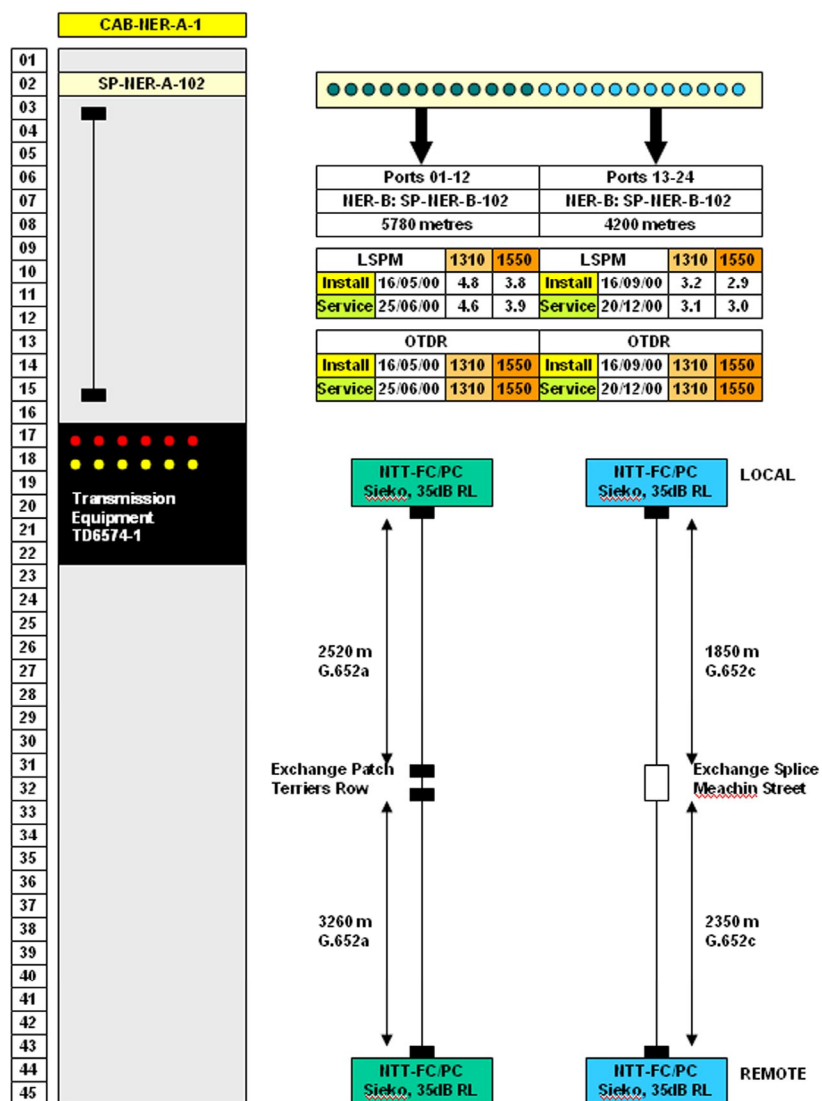 CAB-NER-A-1
01
02
SP-NER-A-102
03
04
05
06
07
08
09
10
11
12
13
14
15
16
17
18
19
20
21
22
Transmission
Equipment
TD6574-1
23
24
25
26
27
28
29
30
31
32
33
34
35
36
37
38
39
40
41
42
43
44
45
Ports 01-12 Ports 13-24
NER-B: SP-NER-B-102 NER-B: SP-NER-B-102
5780 metres 4200 metres
LSPM 1310 1550 LSPM 1310 1550
Install 16/05/00 4.8 3.8 Install 16/09/00 3.2 2.9
Service 25/06/00 4.6 3.9 Service 20/12/00 3.1 3.0
OTDR OTDR
Install 16/05/00 1310 1550 Install 16/09/00 1310 1550
Service 25/06/00 1310 1550 Service 20/12/00 1310 1550
NTT-FC/PC
Sieko, 35dB RL
NTT-FC/PC
Sieko, 35dB RL
LOCAL
2520 m
G.652a
1850 m
G.652c
Exchange Patch
Terriers Row
Exchange Splice
Meachin Street
3260 m
G.652a
2350 m
G.652c
NTT-FC/PC
Sieko, 35dB RL
NTT-FC/PC
Sieko, 35dB RL
REMOTE